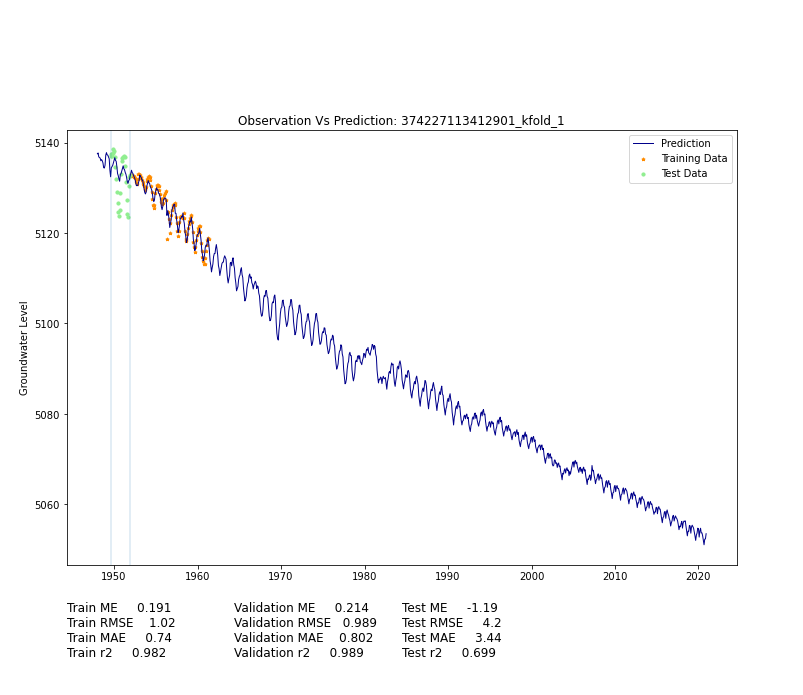 Observation Vs Prediction: 374227113412901_kfold_1
Prediction
Training Data
Test Data
Groundwater Level
5140
5120
5100
5080
5060
1950 1960 1970 1980 1990 2000 2010 2020
Train ME 0.191 Validation ME 0.214 Test ME -1.19
Train RMSE 1.02 Validation RMSE 0.989 Test RMSE 4.2
Train MAE 0.74 Validation MAE 0.802 Test MAE 3.44
Train r2 0.982 Validation r2 0.989 Test r2 0.699